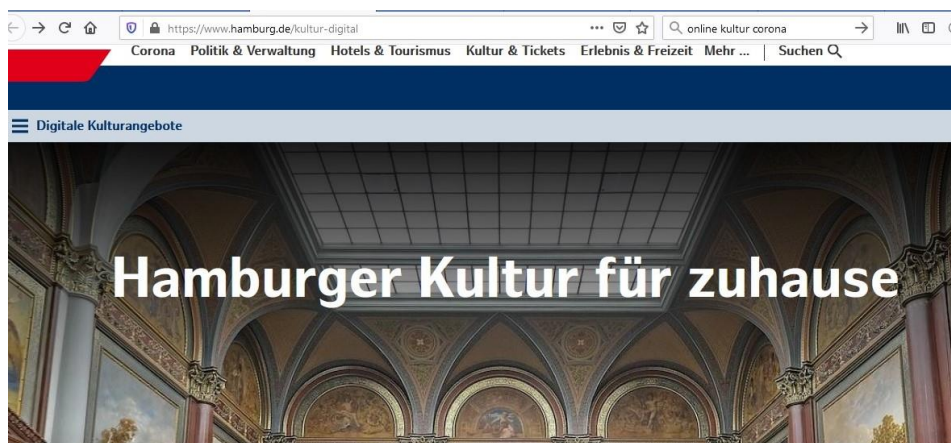 https://www.hamburg.de/kultur-digital
online kultur corona
Corona Politik & Verwaltung Hotels & Tourismus Kultur & Tickets Erlebnis & Freizeit Mehr ... | Suchen
Digitale Kulturangebote
Hamburger Kultur für zuhause